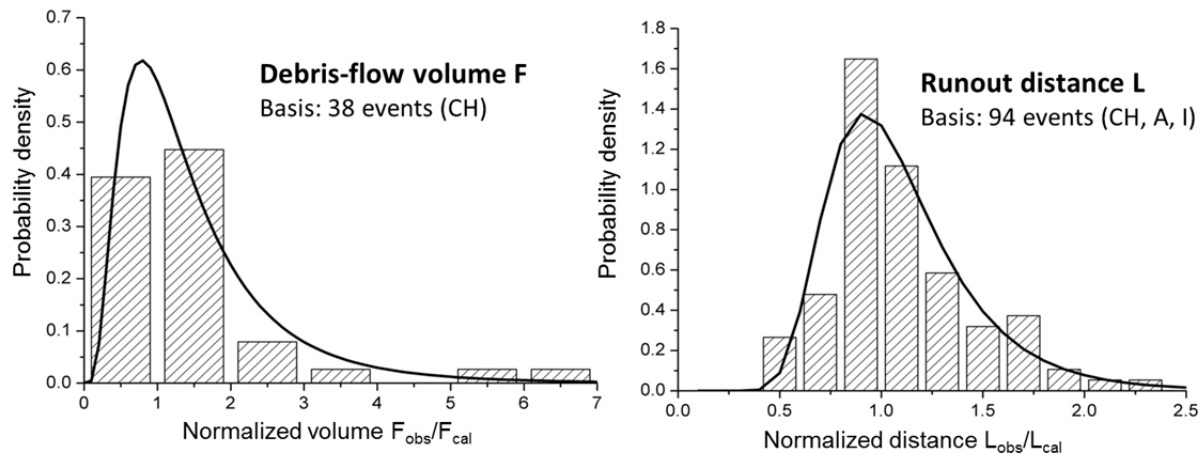 0.7
0.6
0.5
0.4
0.3
0.2
0.1
0.0
Probability density
Debris-flow volume F
Basis: 38 events (CH)
0 1 2 3 4 5 6 7
Normalized volume F_obs/F_cal
1.8
1.6
1.4
1.2
1.0
0.8
0.6
0.4
0.2
0.0
Probability density
Runout distance L
Basis: 94 events (CH, A, I)
0.0 0.5 1.0 1.5 2.0 2.5
Normalized distance L_obs/L_cal